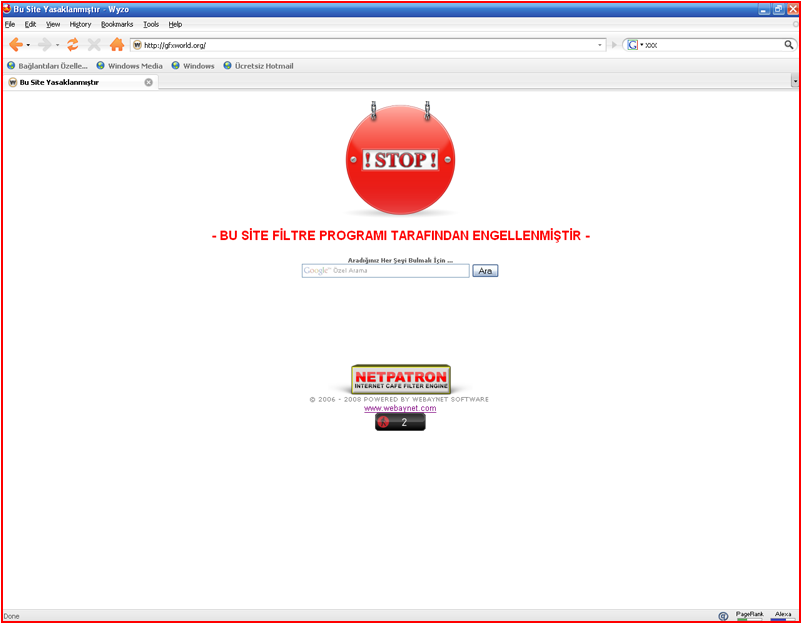 Bu Site Yasaklanmıştır - Wyzo
File Edit View History Bookmarks Tools Help
http://gfxworld.org/
G xxx
Bağlantıları Özelle... Windows Media Windows Ücretsiz Hotmail
Bu Site Yasaklanmıştır
! STOP !
- BU SİTE FİLTRE PROGRAMI TARAFINDAN ENGELLENMİŞTİR -
Aradığınız Her Şeyi Bulmak İçin ...
Google™ Özel Arama Ara
NETPATRON
INTERNET CAFE FILTER ENGINE
© 2006 - 2008 POWERED BY WEBAYNET SOFTWARE
www.webaynet.com
2
Done PageRank Alexa